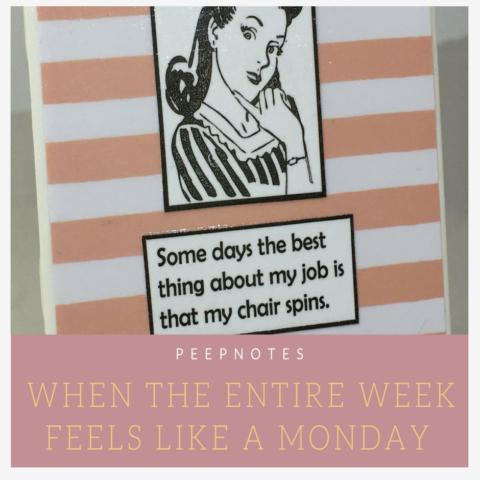 Some days the best
thing about my job is
that my chair spins.
PEEPNOTES
WHEN THE ENTIRE WEEK
FEELS LIKE A MONDAY